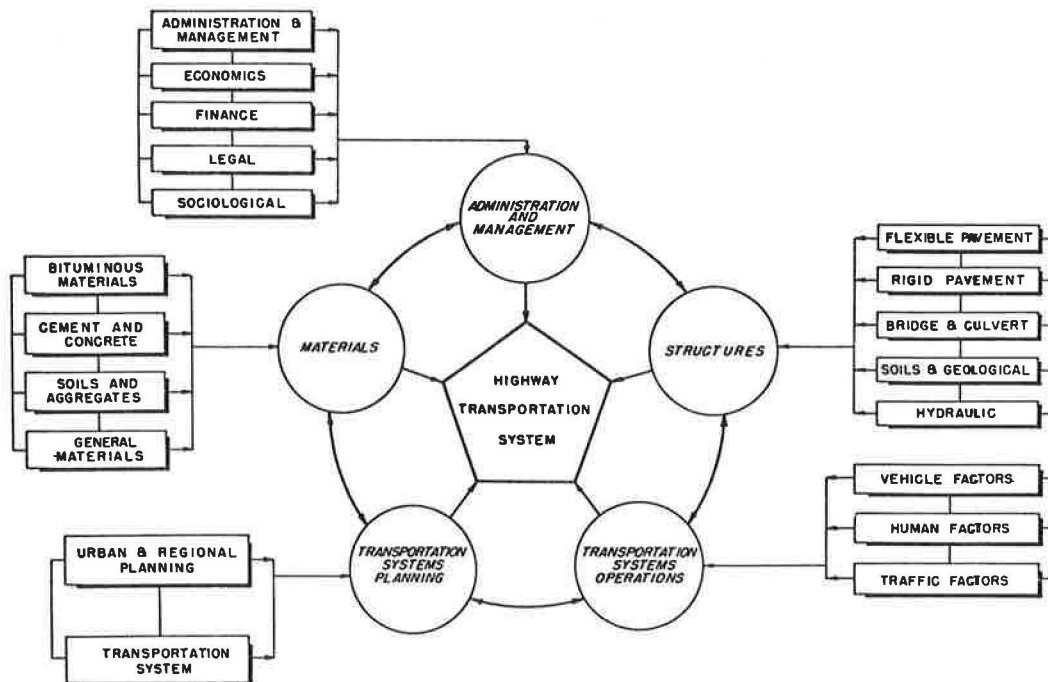 ADMINISTRATION &
MANAGEMENT
ECONOMICS
FINANCE
LEGAL
SOCIOLOGICAL
ADMINISTRATION
AND
MANAGEMENT
BITUMINOUS
MATERIALS
CEMENT AND
CONCRETE
SOILS AND
AGGREGATES
GENERAL
MATERIALS
MATERIALS
HIGHWAY
TRANSPORTATION
SYSTEM
STRUCTURES
FLEXIBLE PAVEMENT
RIGID PAVEMENT
BRIDGE & CULVERT
SOILS & GEOLOGICAL
HYDRAULIC
URBAN & REGIONAL
PLANNING
TRANSPORTATION
SYSTEM
TRANSPORTATION
SYSTEMS
PLANNING
TRANSPORTATION
SYSTEMS
OPERATIONS
VEHICLE FACTORS
HUMAN FACTORS
TRAFFIC FACTORS